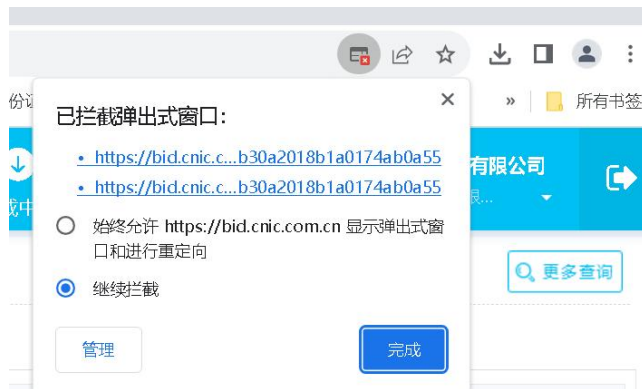 份证
»
所有书签
已拦截弹出式窗口：
• https://bid.cnic.c...b30a2018b1a0174ab0a55
• https://bid.cnic.c...b30a2018b1a0174ab0a55
有限公司
载中
始终允许 https://bid.cnic.com.cn 显示弹出式窗
口和进行重定向
更多查询
继续拦截
管理
完成